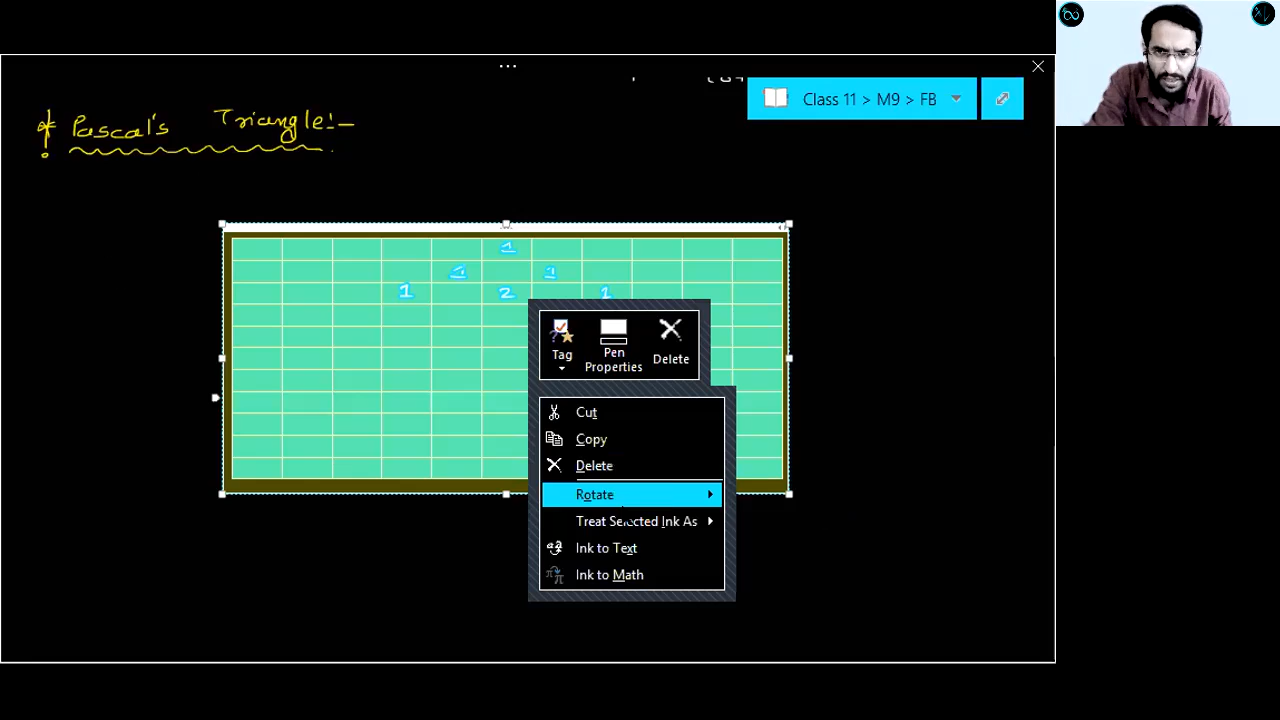 Class 11 > M9 > FB
* Pascal's Triangle:-
1
1 1
1 2 1
Tag
Pen Properties
Delete
Cut
Copy
Delete
Rotate
Treat Selected Ink As
Ink to Text
Ink to Math